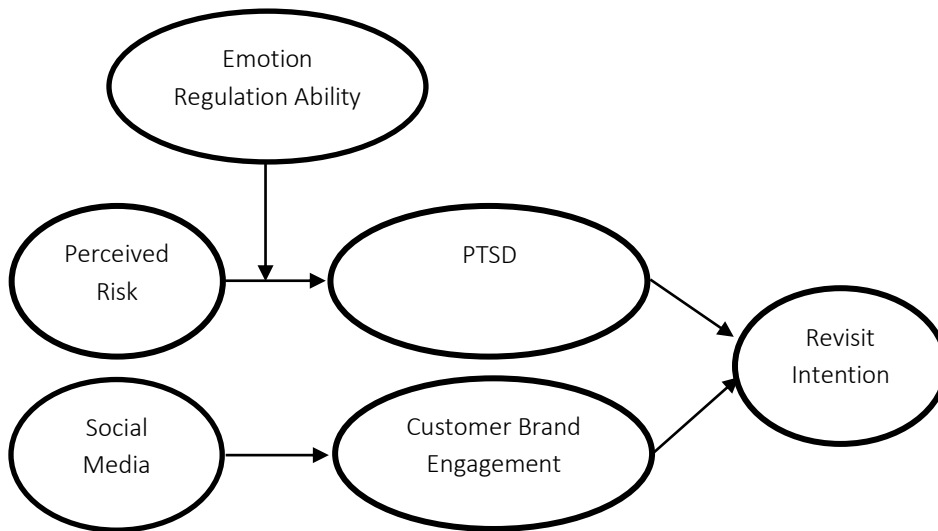 Emotion
Regulation Ability
Perceived
Risk
PTSD
Revisit
Intention
Social
Media
Customer Brand
Engagement